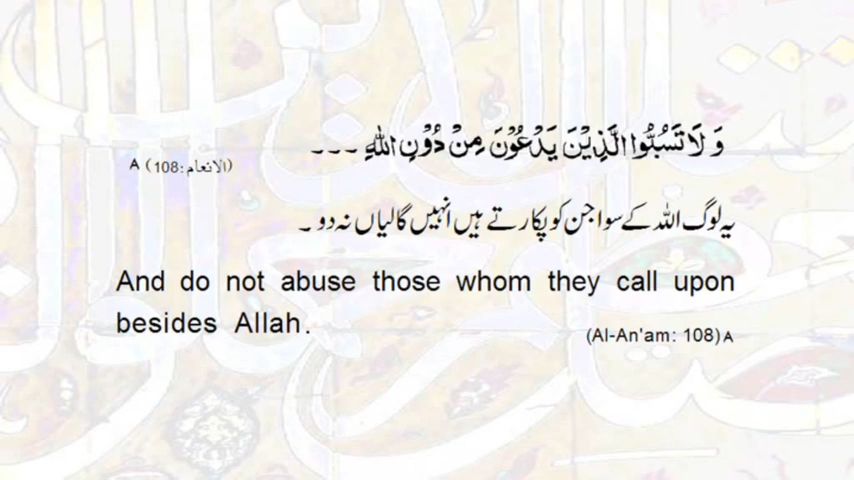 وَ لَا تَسُبُّوا الَّذِيْنَ يَدْعُوْنَ مِنْ دُوْنِ اللّٰهِ ۔۔۔
(الانعام:108) A
یہ لوگ اللہ کے سوا جن کو پکارتے ہیں انہیں گالیاں نہ دو ۔
And do not abuse those whom they call upon
besides Allah.
(Al-An'am: 108) A